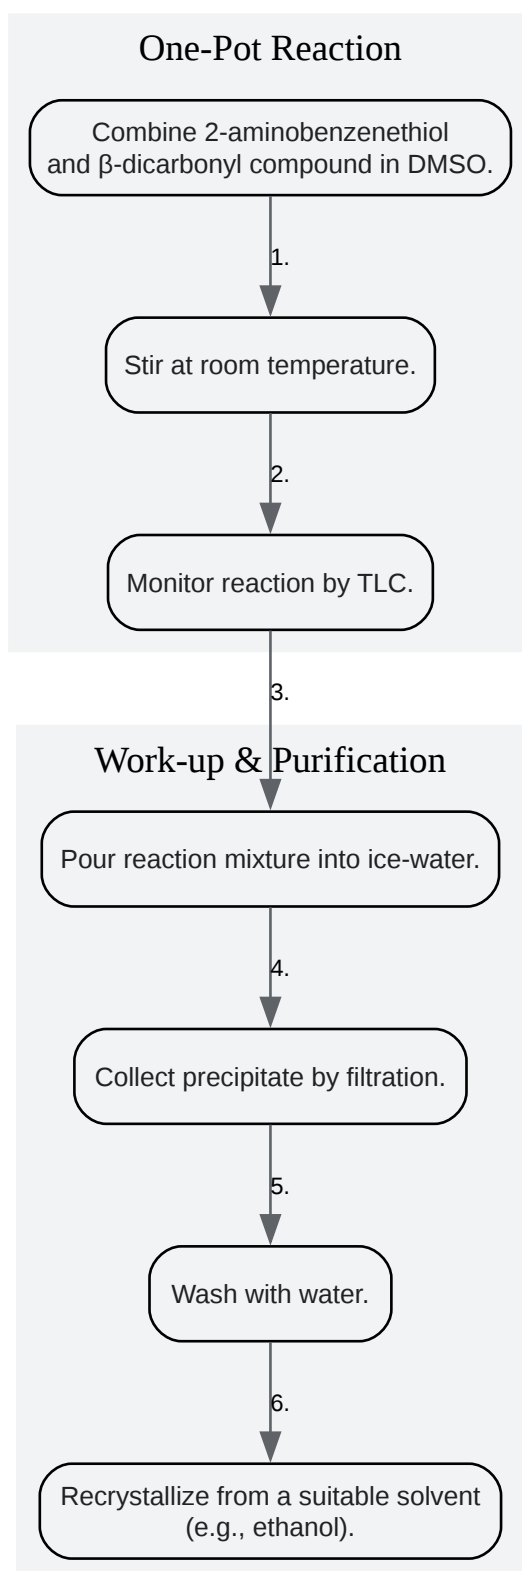 One-Pot Reaction
Combine 2-aminobenzenethiol
and β-dicarbonyl compound in DMSO.
1.
Stir at room temperature.
2.
Monitor reaction by TLC.
3.
Work-up & Purification
Pour reaction mixture into ice-water.
4.
Collect precipitate by filtration.
5.
Wash with water.
6.
Recrystallize from a suitable solvent
(e.g., ethanol).